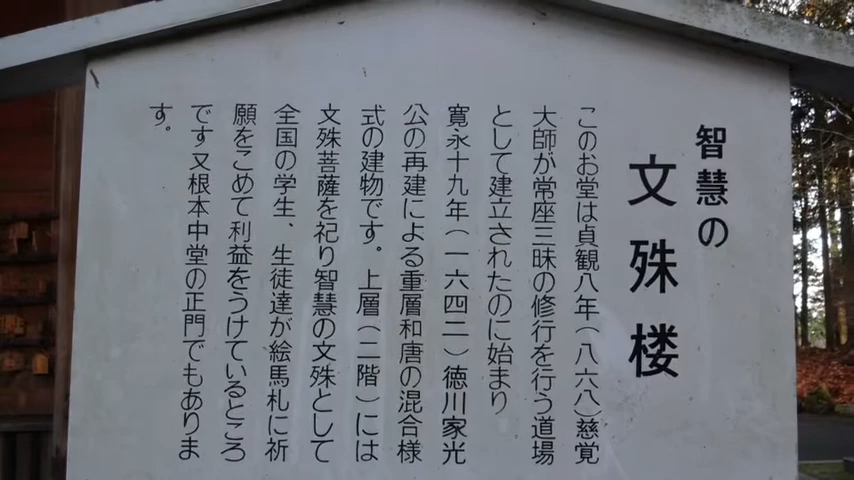 智慧の
文殊楼
このお堂は貞観八年（八六八）慈覚
大師が常座三昧の修行を行う道場
として建立されたのに始まり
寛永十九年（一六四二）徳川家光
公の再建による重層和唐の混合様
式の建物です。上層（二階）には
文殊菩薩を祀り智慧の文殊として
全国の学生、生徒達が絵馬札に祈
願をこめて利益をうけているところ
です又根本中堂の正門でもありま
す。